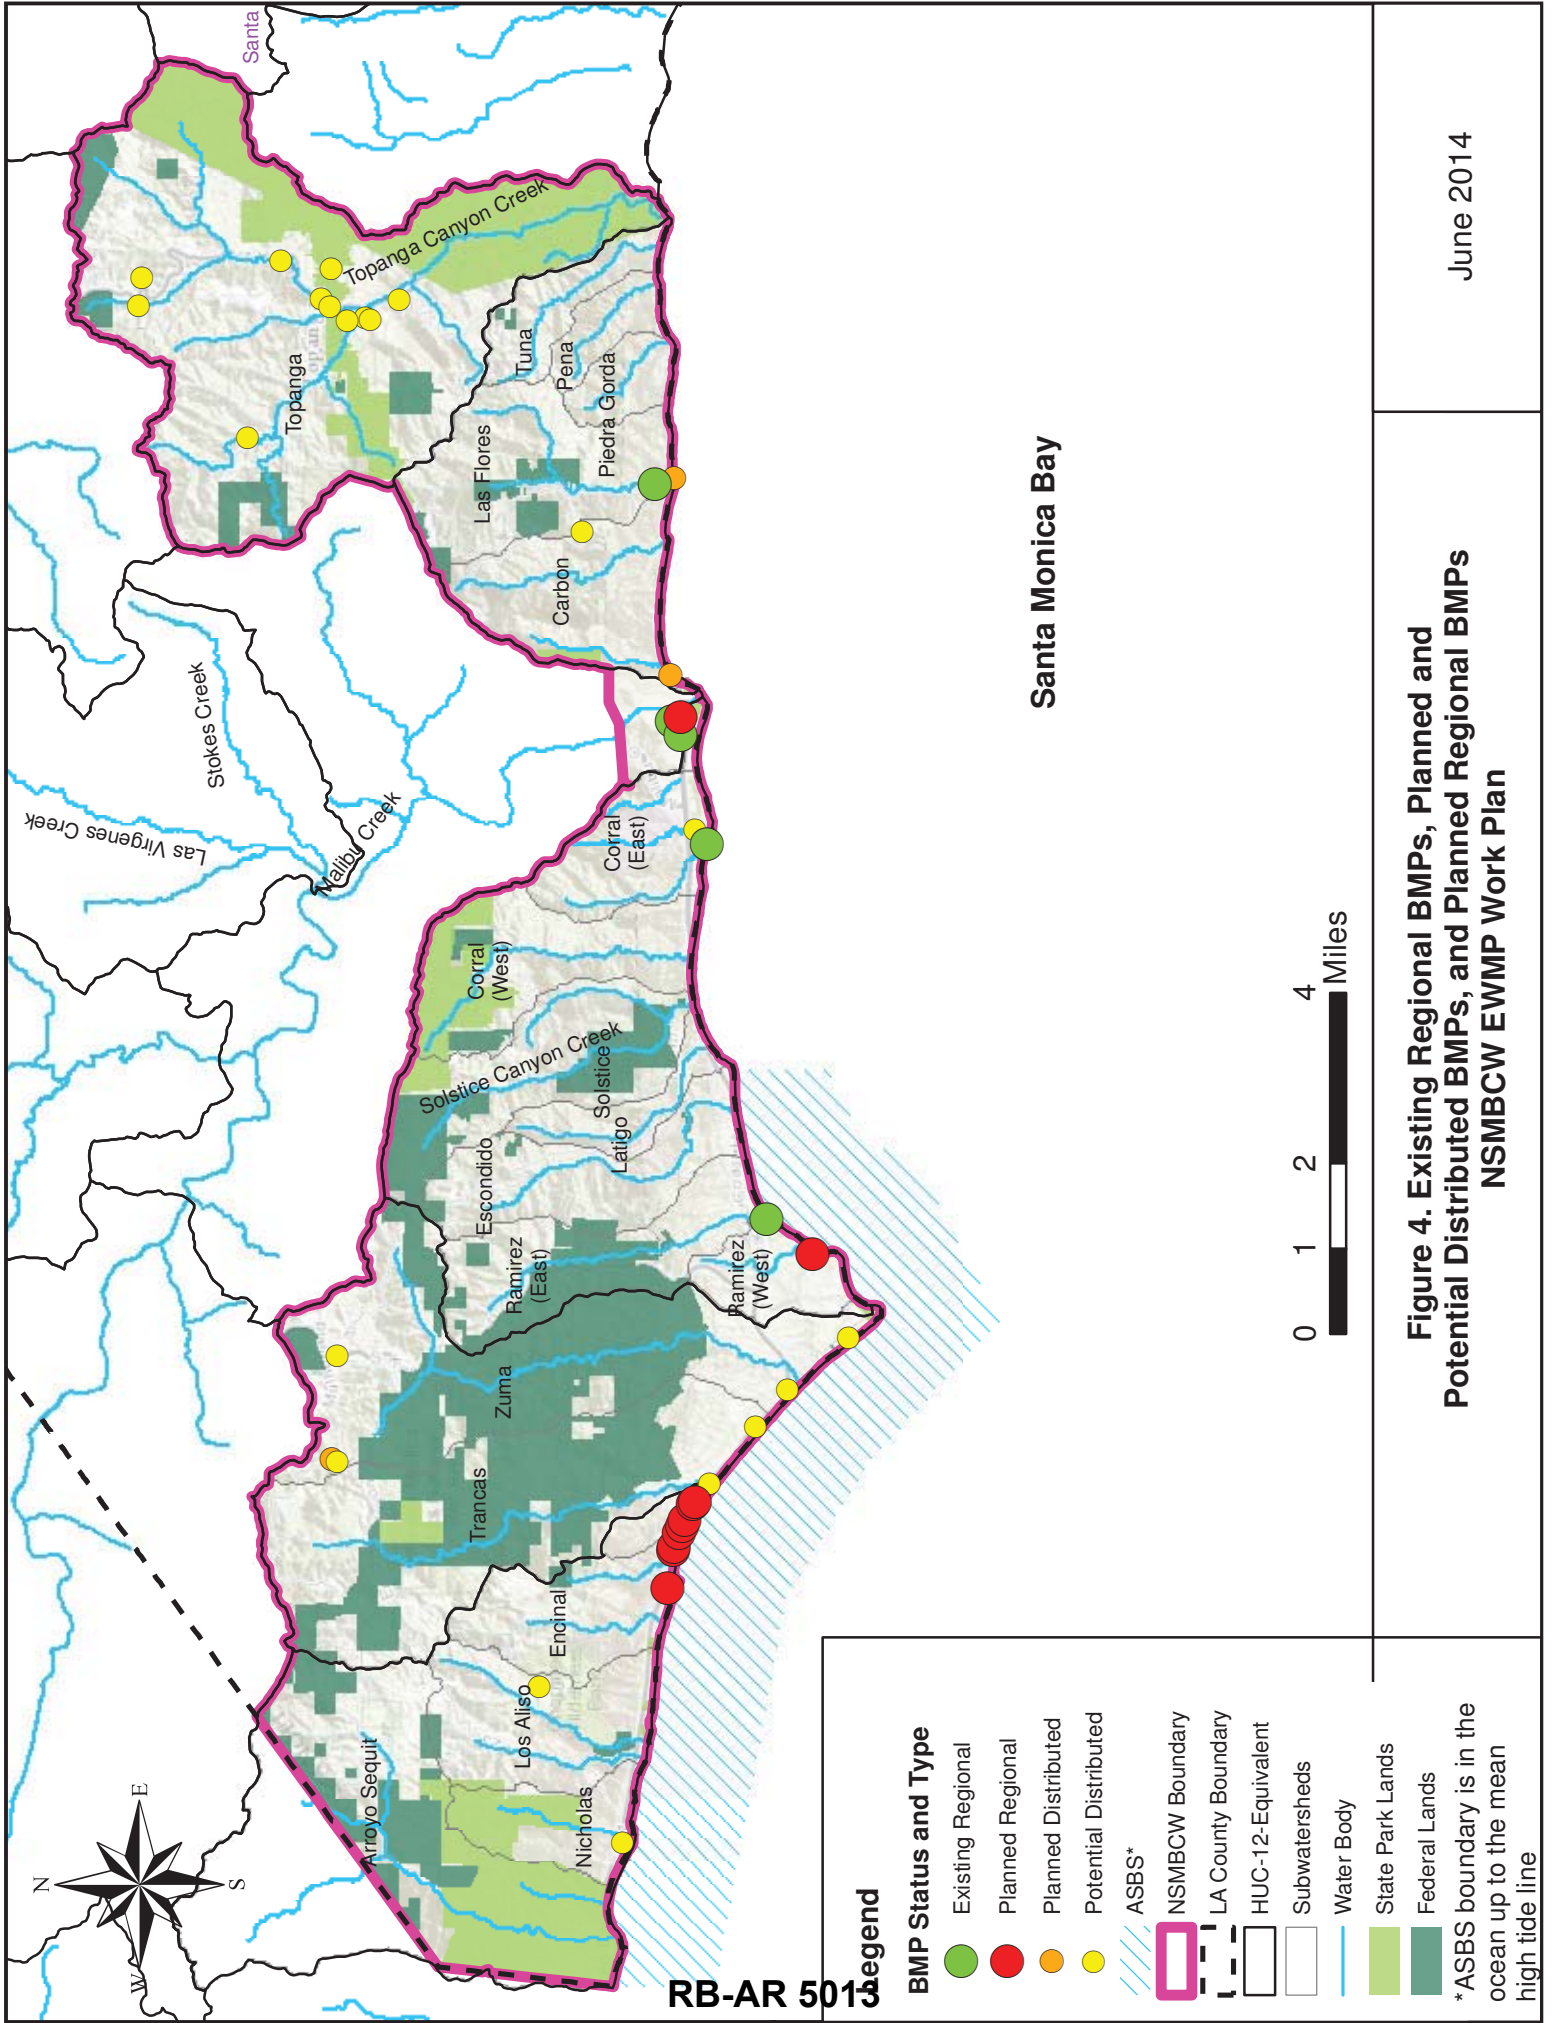 N
E
S
W
Santa
Topanga Canyon Creek
Topanga
Tuna
Pena
Piedra Gorda
Las Flores
Carbon
Stokes Creek
Las Virgenes Creek
Malibu Creek
Corral
(East)
Corral
(West)
Solstice Canyon Creek
Solstice
Latigo
Escondido
Ramirez
(East)
Ramirez
(West)
Zuma
Trancas
Encinal
Los Aliso
Arroyo Sequit
Nicholas
Santa Monica Bay
0 1 2 4
Miles
Legend
BMP Status and Type
Existing Regional
Planned Regional
Planned Distributed
Potential Distributed
ASBS*
NSMBCW Boundary
LA County Boundary
HUC-12-Equivalent
Subwatersheds
Water Body
State Park Lands
Federal Lands
*ASBS boundary is in the
ocean up to the mean
high tide line
Figure 4. Existing Regional BMPs, Planned and
Potential Distributed BMPs, and Planned Regional BMPs
NSMBCW EWMP Work Plan
June 2014
RB-AR 5013